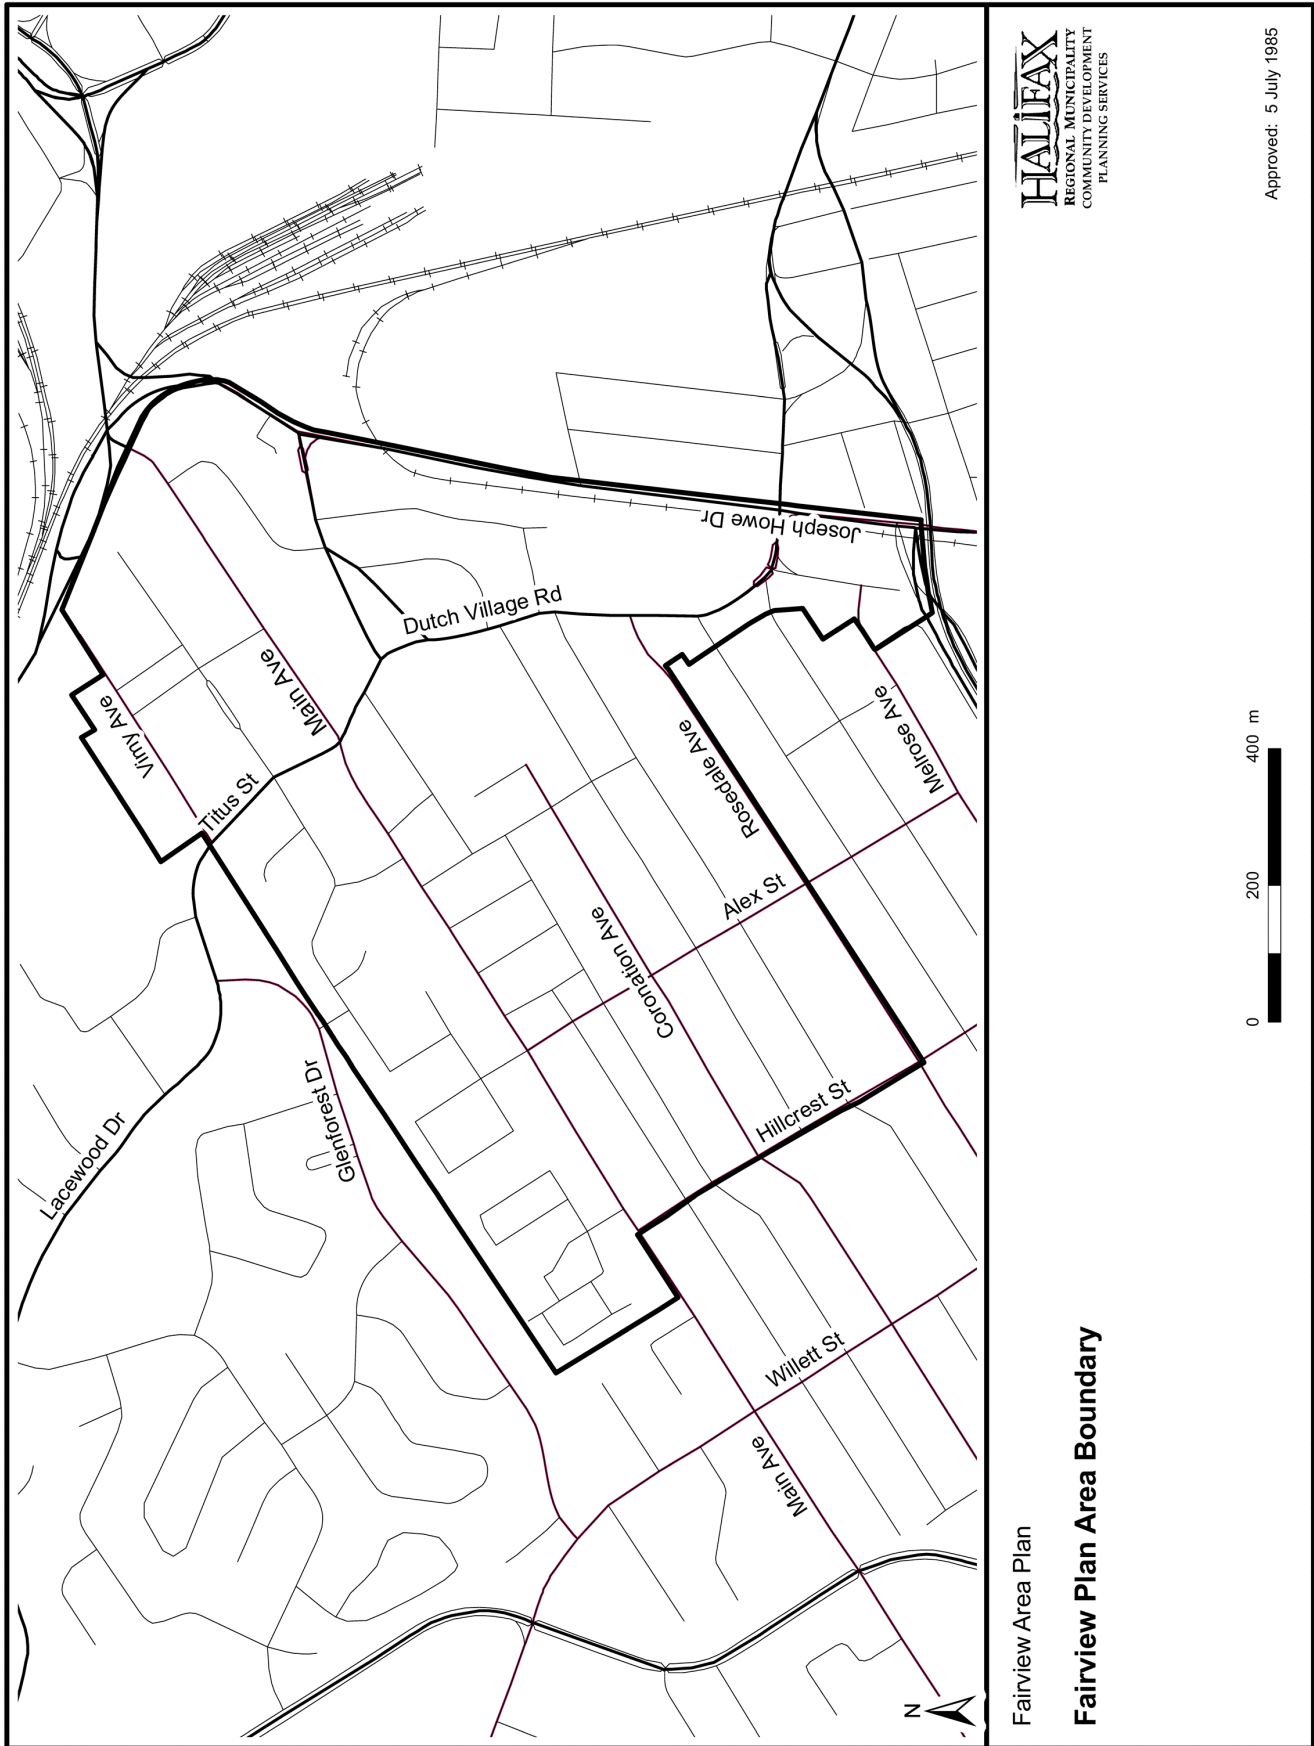 Lacewood Dr
Glenforest Dr
Titus St
Vimy Ave
Main Ave
Dutch Village Rd
Joseph Howe Dr
Rosedale Ave
Melrose Ave
Alex St
Coronation Ave
Hillcrest St
Willett St
Main Ave
N
Fairview Area Plan
Fairview Plan Area Boundary
0 200 400 m
HALIFAX
REGIONAL MUNICIPALITY
COMMUNITY DEVELOPMENT
PLANNING SERVICES
Approved: 5 July 1985